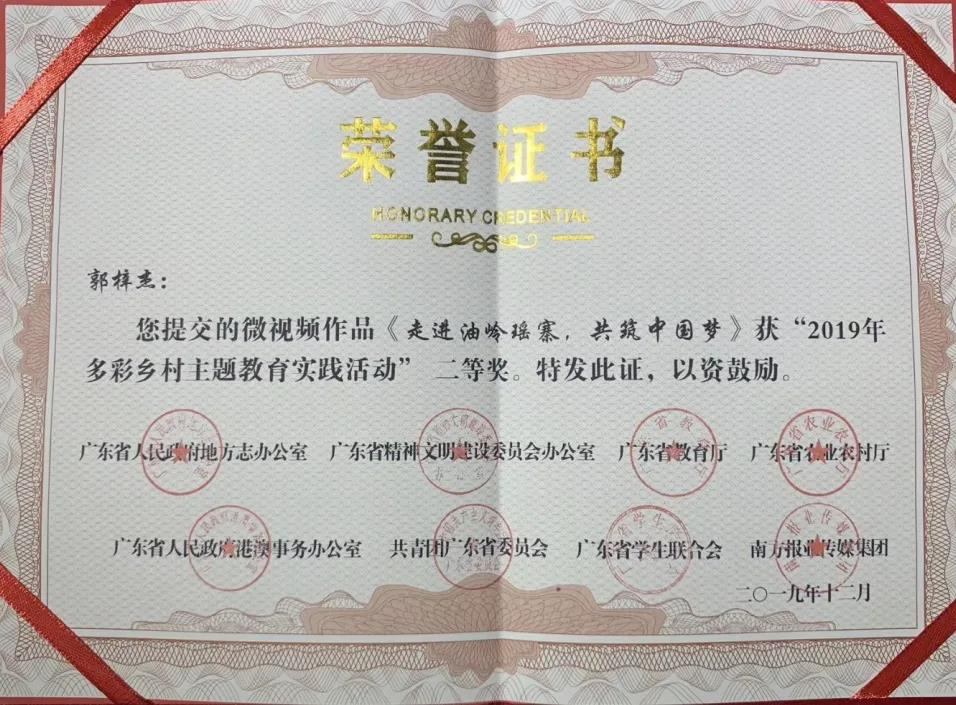 荣誉证书
HONORARY CREDENTIAL
郭梓杰：
您提交的微视频作品《走进油岭瑶寨，共筑中国梦》获“2019年
多彩乡村主题教育实践活动” 二等奖。特发此证，以资鼓励。
广东省人民政府地方志办公室 广东省精神文明建设委员会办公室 广东省教育厅 广东省农业农村厅
广东省人民政府港澳事务办公室 共青团广东省委员会 广东省学生联合会 南方报业传媒集团
二〇一九年十二月